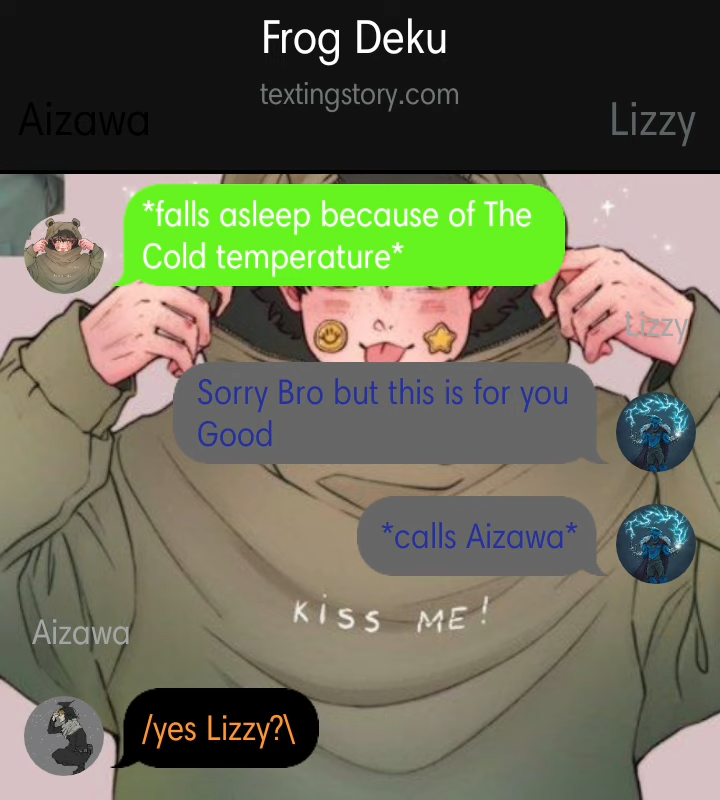 Frog Deku
textingstory.com
Aizawa
Lizzy
*falls asleep because of The
Cold temperature*
Lizzy
Sorry Bro but this is for you
Good
*calls Aizawa*
KISS ME!
Aizawa
/yes Lizzy?\